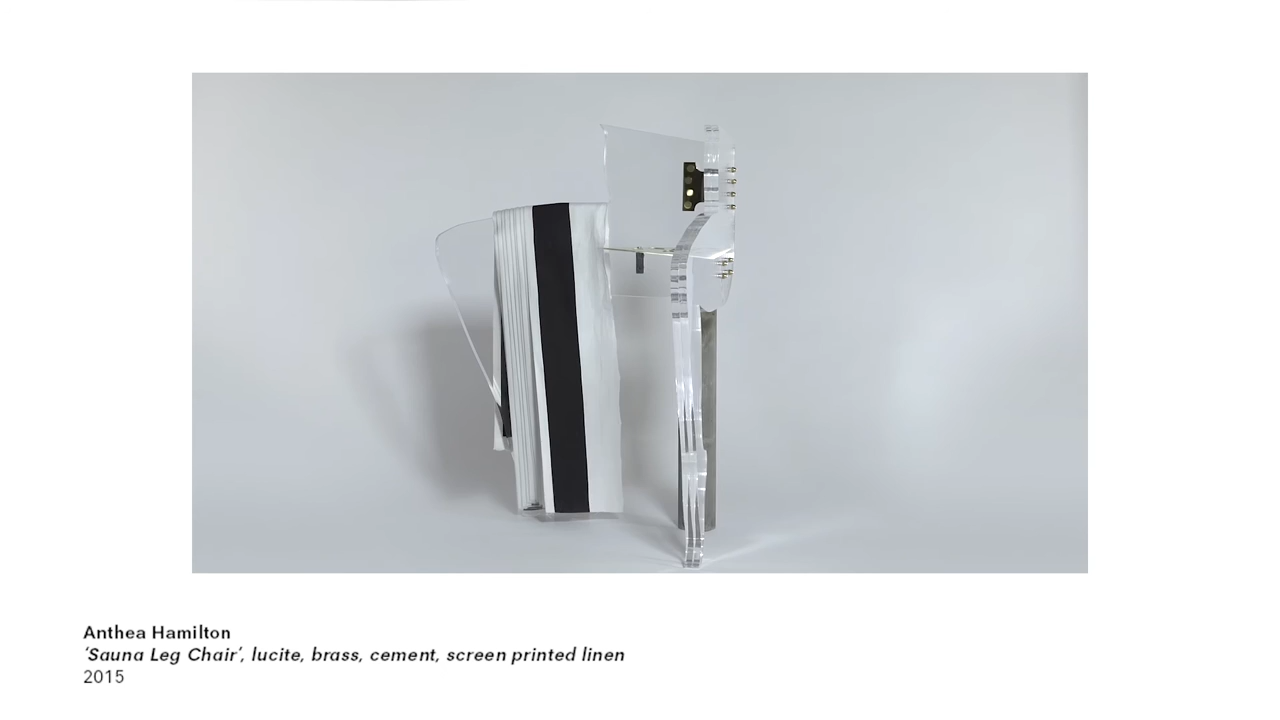 Anthea Hamilton
‘Sauna Leg Chair’, lucite, brass, cement, screen printed linen
2015